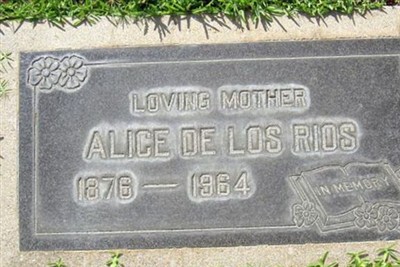 LOVING MOTHER
ALICE DE LOS RIOS
1876 — 1964
IN MEMORY